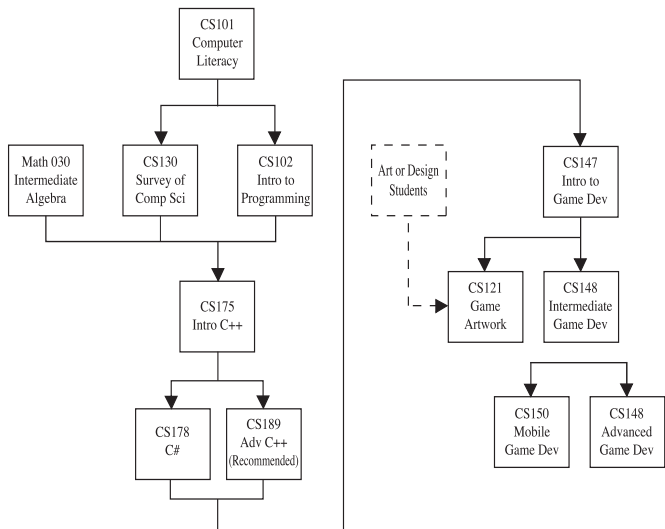 CS101
Computer
Literacy
Math 030
Intermediate
Algebra
CS130
Survey of
Comp Sci
CS102
Intro to
Programming
Art or Design
Students
CS147
Intro to
Game Dev
CS175
Intro C++
CS121
Game
Artwork
CS148
Intermediate
Game Dev
CS178
C#
CS189
Adv C++
(Recommended)
CS150
Mobile
Game Dev
CS148
Advanced
Game Dev